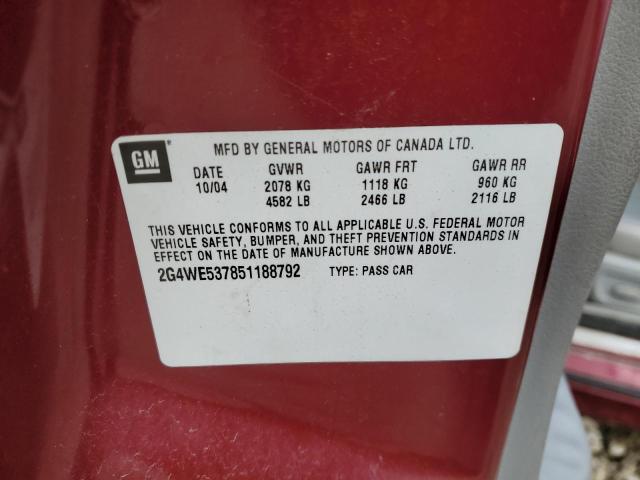 GM
MFD BY GENERAL MOTORS OF CANADA LTD.
DATE GVWR GAWR FRT GAWR RR
10/04 2078 KG 1118 KG 960 KG
4582 LB 2466 LB 2116 LB
THIS VEHICLE CONFORMS TO ALL APPLICABLE U.S. FEDERAL MOTOR
VEHICLE SAFETY, BUMPER, AND THEFT PREVENTION STANDARDS IN
EFFECT ON THE DATE OF MANUFACTURE SHOWN ABOVE.
2G4WE537851188792 TYPE: PASS CAR